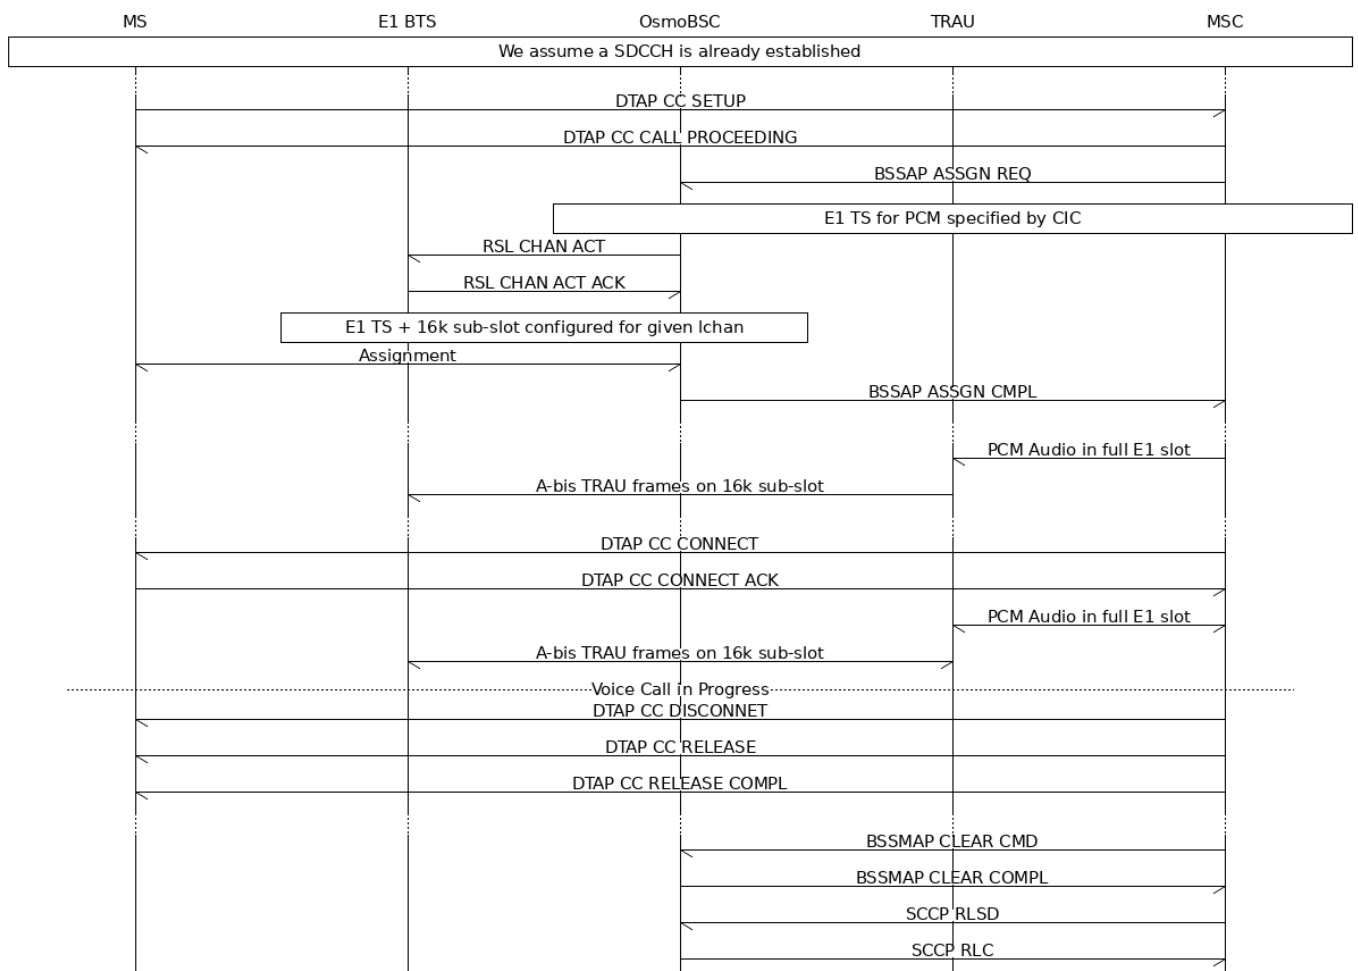 MS E1 BTS OsmoBSC TRAU MSC
We assume a SDCCH is already established
DTAP CC SETUP
DTAP CC CALL PROCEEDING
BSSAP ASSGN REQ
E1 TS for PCM specified by CIC
RSL CHAN ACT
RSL CHAN ACT ACK
E1 TS + 16k sub-slot configured for given lchan
Assignment
BSSAP ASSGN CMPL
PCM Audio in full E1 slot
A-bis TRAU frames on 16k sub-slot
DTAP CC CONNECT
DTAP CC CONNECT ACK
PCM Audio in full E1 slot
A-bis TRAU frames on 16k sub-slot
Voice Call in Progress
DTAP CC DISCONNET
DTAP CC RELEASE
DTAP CC RELEASE COMPL
BSSMAP CLEAR CMD
BSSMAP CLEAR COMPL
SCCP RLSD
SCCP RLC